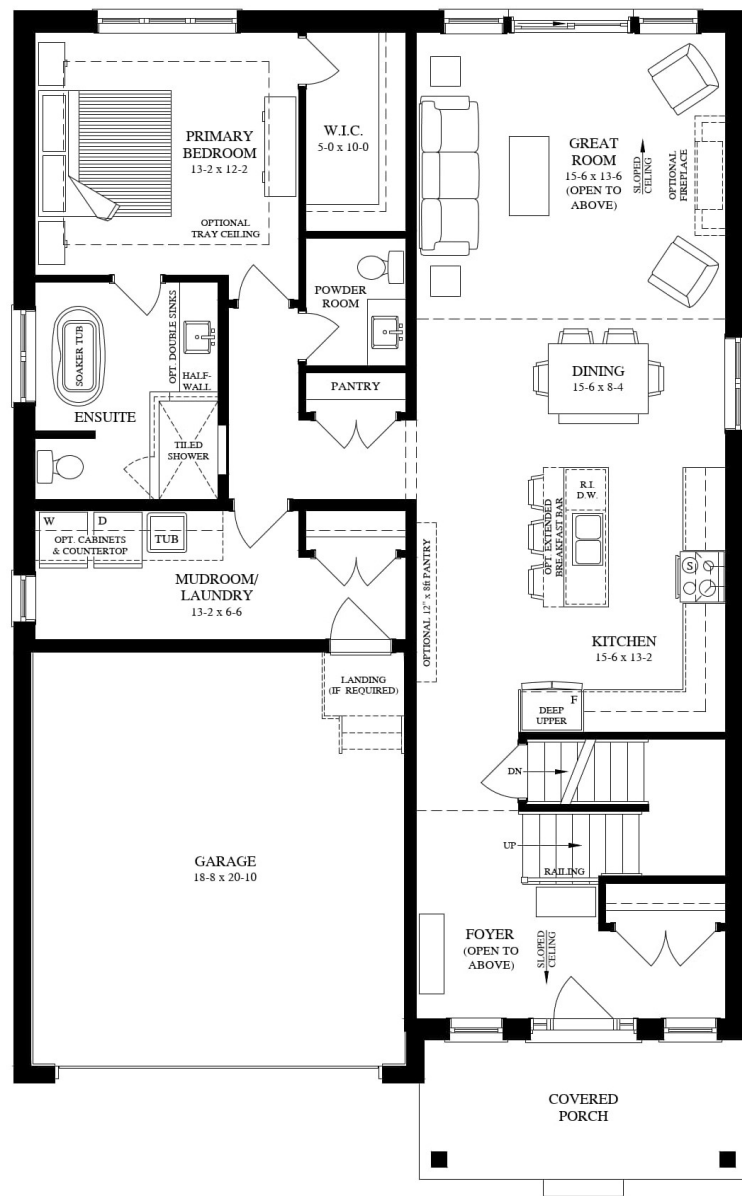 PRIMARY
BEDROOM
13-2 x 12-2
OPTIONAL
TRAY CEILING
W.I.C.
5-0 x 10-0
GREAT
ROOM
15-6 x 13-6
(OPEN TO
ABOVE)
SLOPED
CELING
OPTIONAL
FIREPLACE
POWDER
ROOM
SOAKER TUB
OPT. DOUBLE SINKS
HALF-
WALL
ENSUITE
TILED
SHOWER
PANTRY
DINING
15-6 x 8-4
W
D
OPT. CABINETS
& COUNTERTOP
TUB
MUDROOM/
LAUNDRY
13-2 x 6-6
OPTIONAL 12" x 8ft PANTRY
OPT. EXTENDED
BREAKFAST BAR
R.I.
D.W.
S
KITCHEN
15-6 x 13-2
F
DEEP
UPPER
LANDING
(IF REQUIRED)
DN
UP
RAILING
GARAGE
18-8 x 20-10
FOYER
(OPEN TO
ABOVE)
SLOPED
CELING
COVERED
PORCH